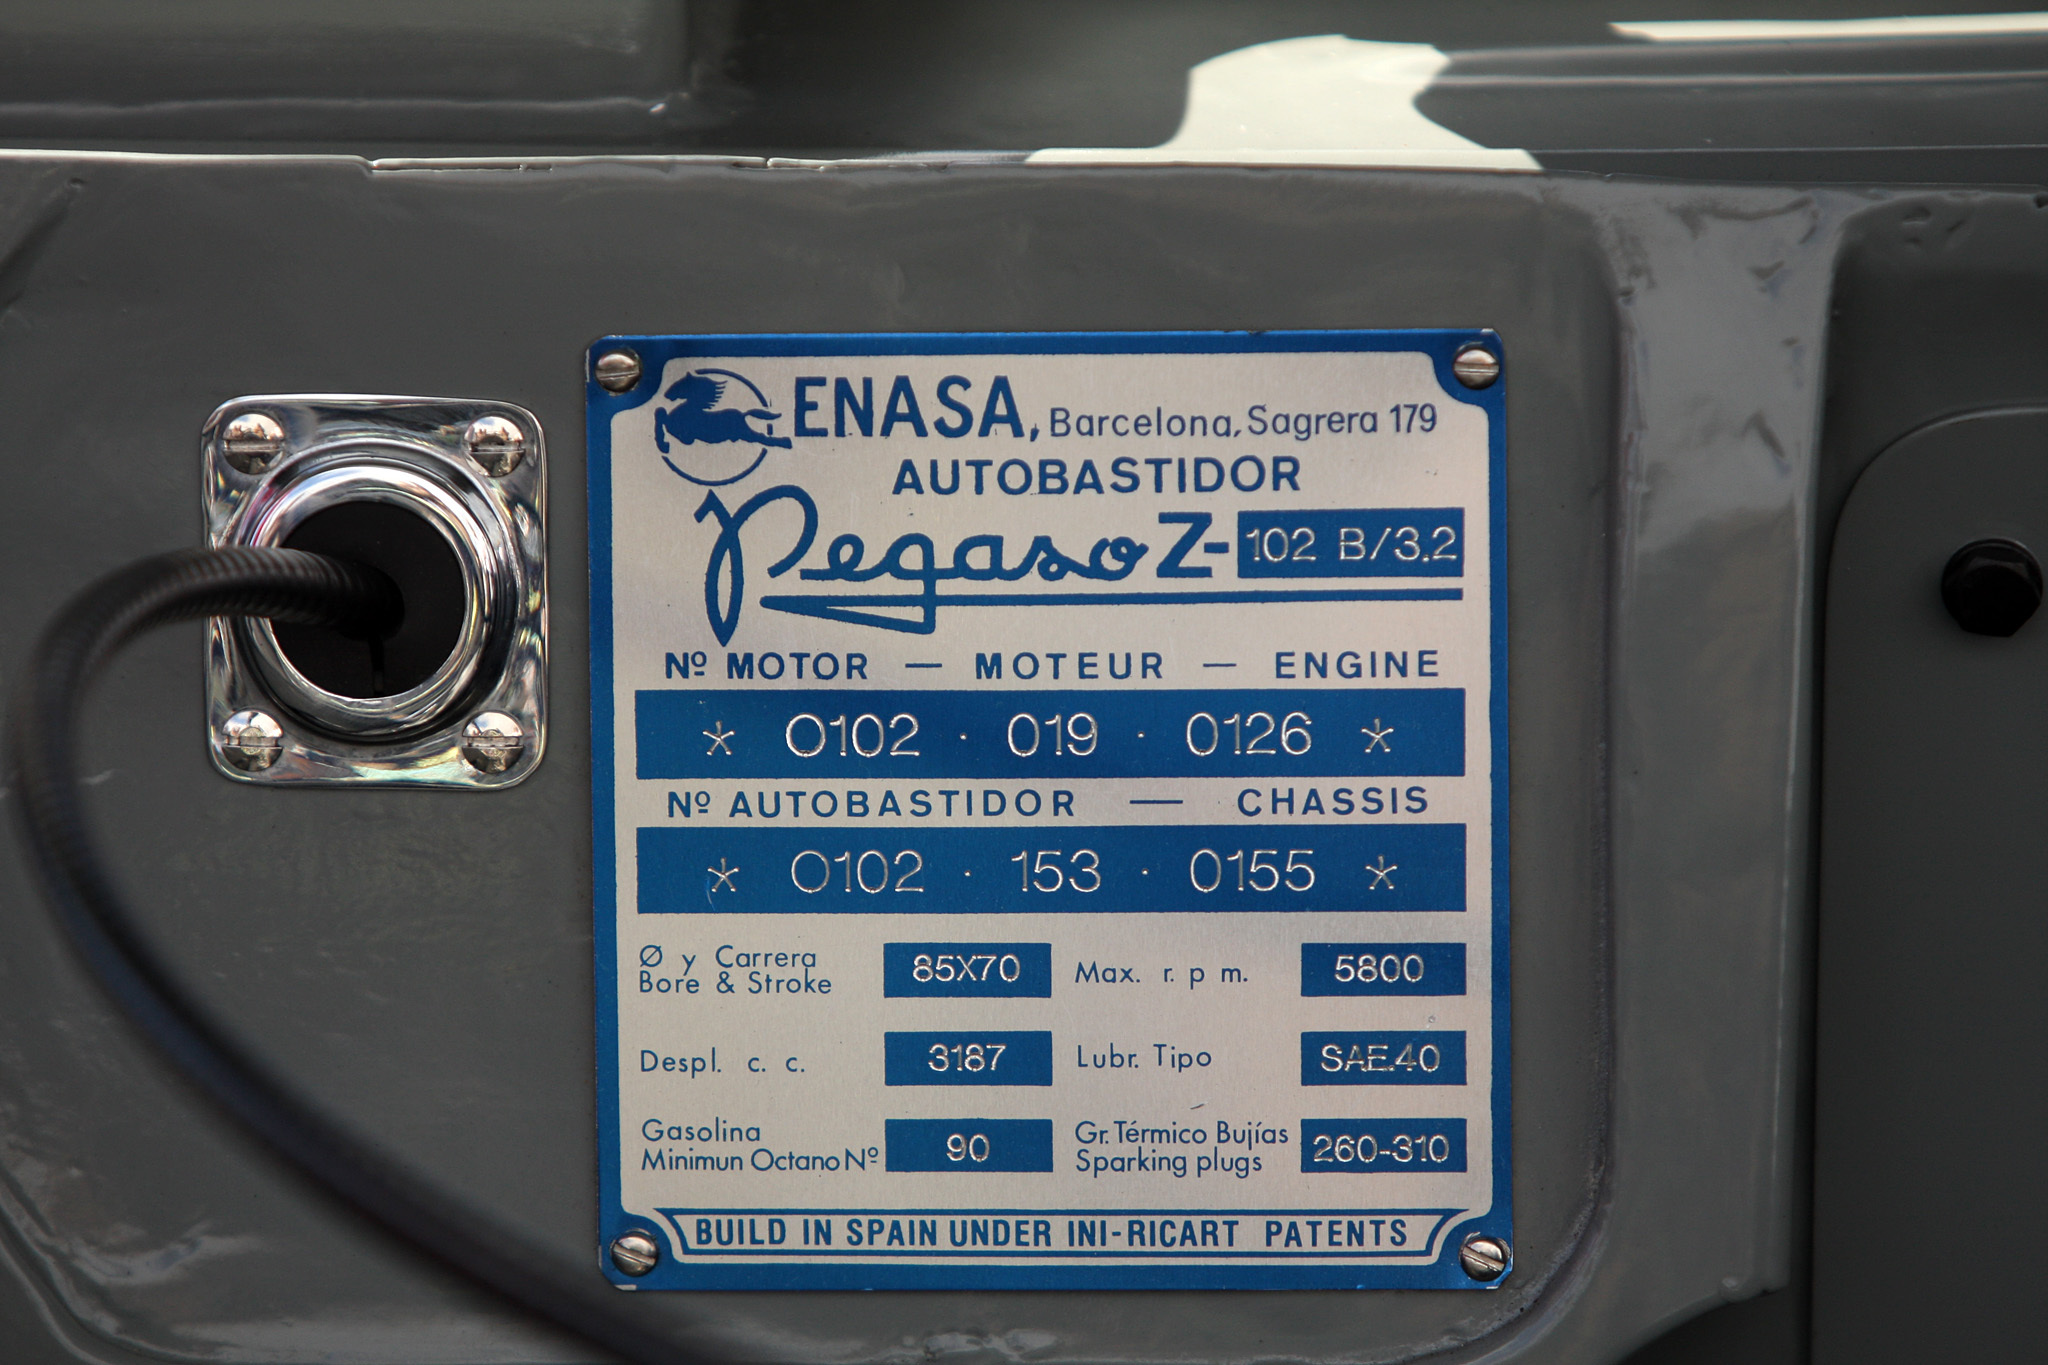 ENASA, Barcelona, Sagrera 179
AUTOBASTIDOR
Pegaso Z-102 B/3.2
Nº MOTOR — MOTEUR — ENGINE
* 0102 · 019 · 0126 *
Nº AUTOBASTIDOR — CHASSIS
* 0102 · 153 · 0155 *
Ø y Carrera
Bore & Stroke
85X70
Max. r. p m.
5800
Despl. c. c.
3187
Lubr. Tipo
SAE.40
Gasolina
Minimun Octano Nº
90
Gr. Térmico Bujías
Sparking plugs
260-310
BUILD IN SPAIN UNDER INI-RICART PATENTS